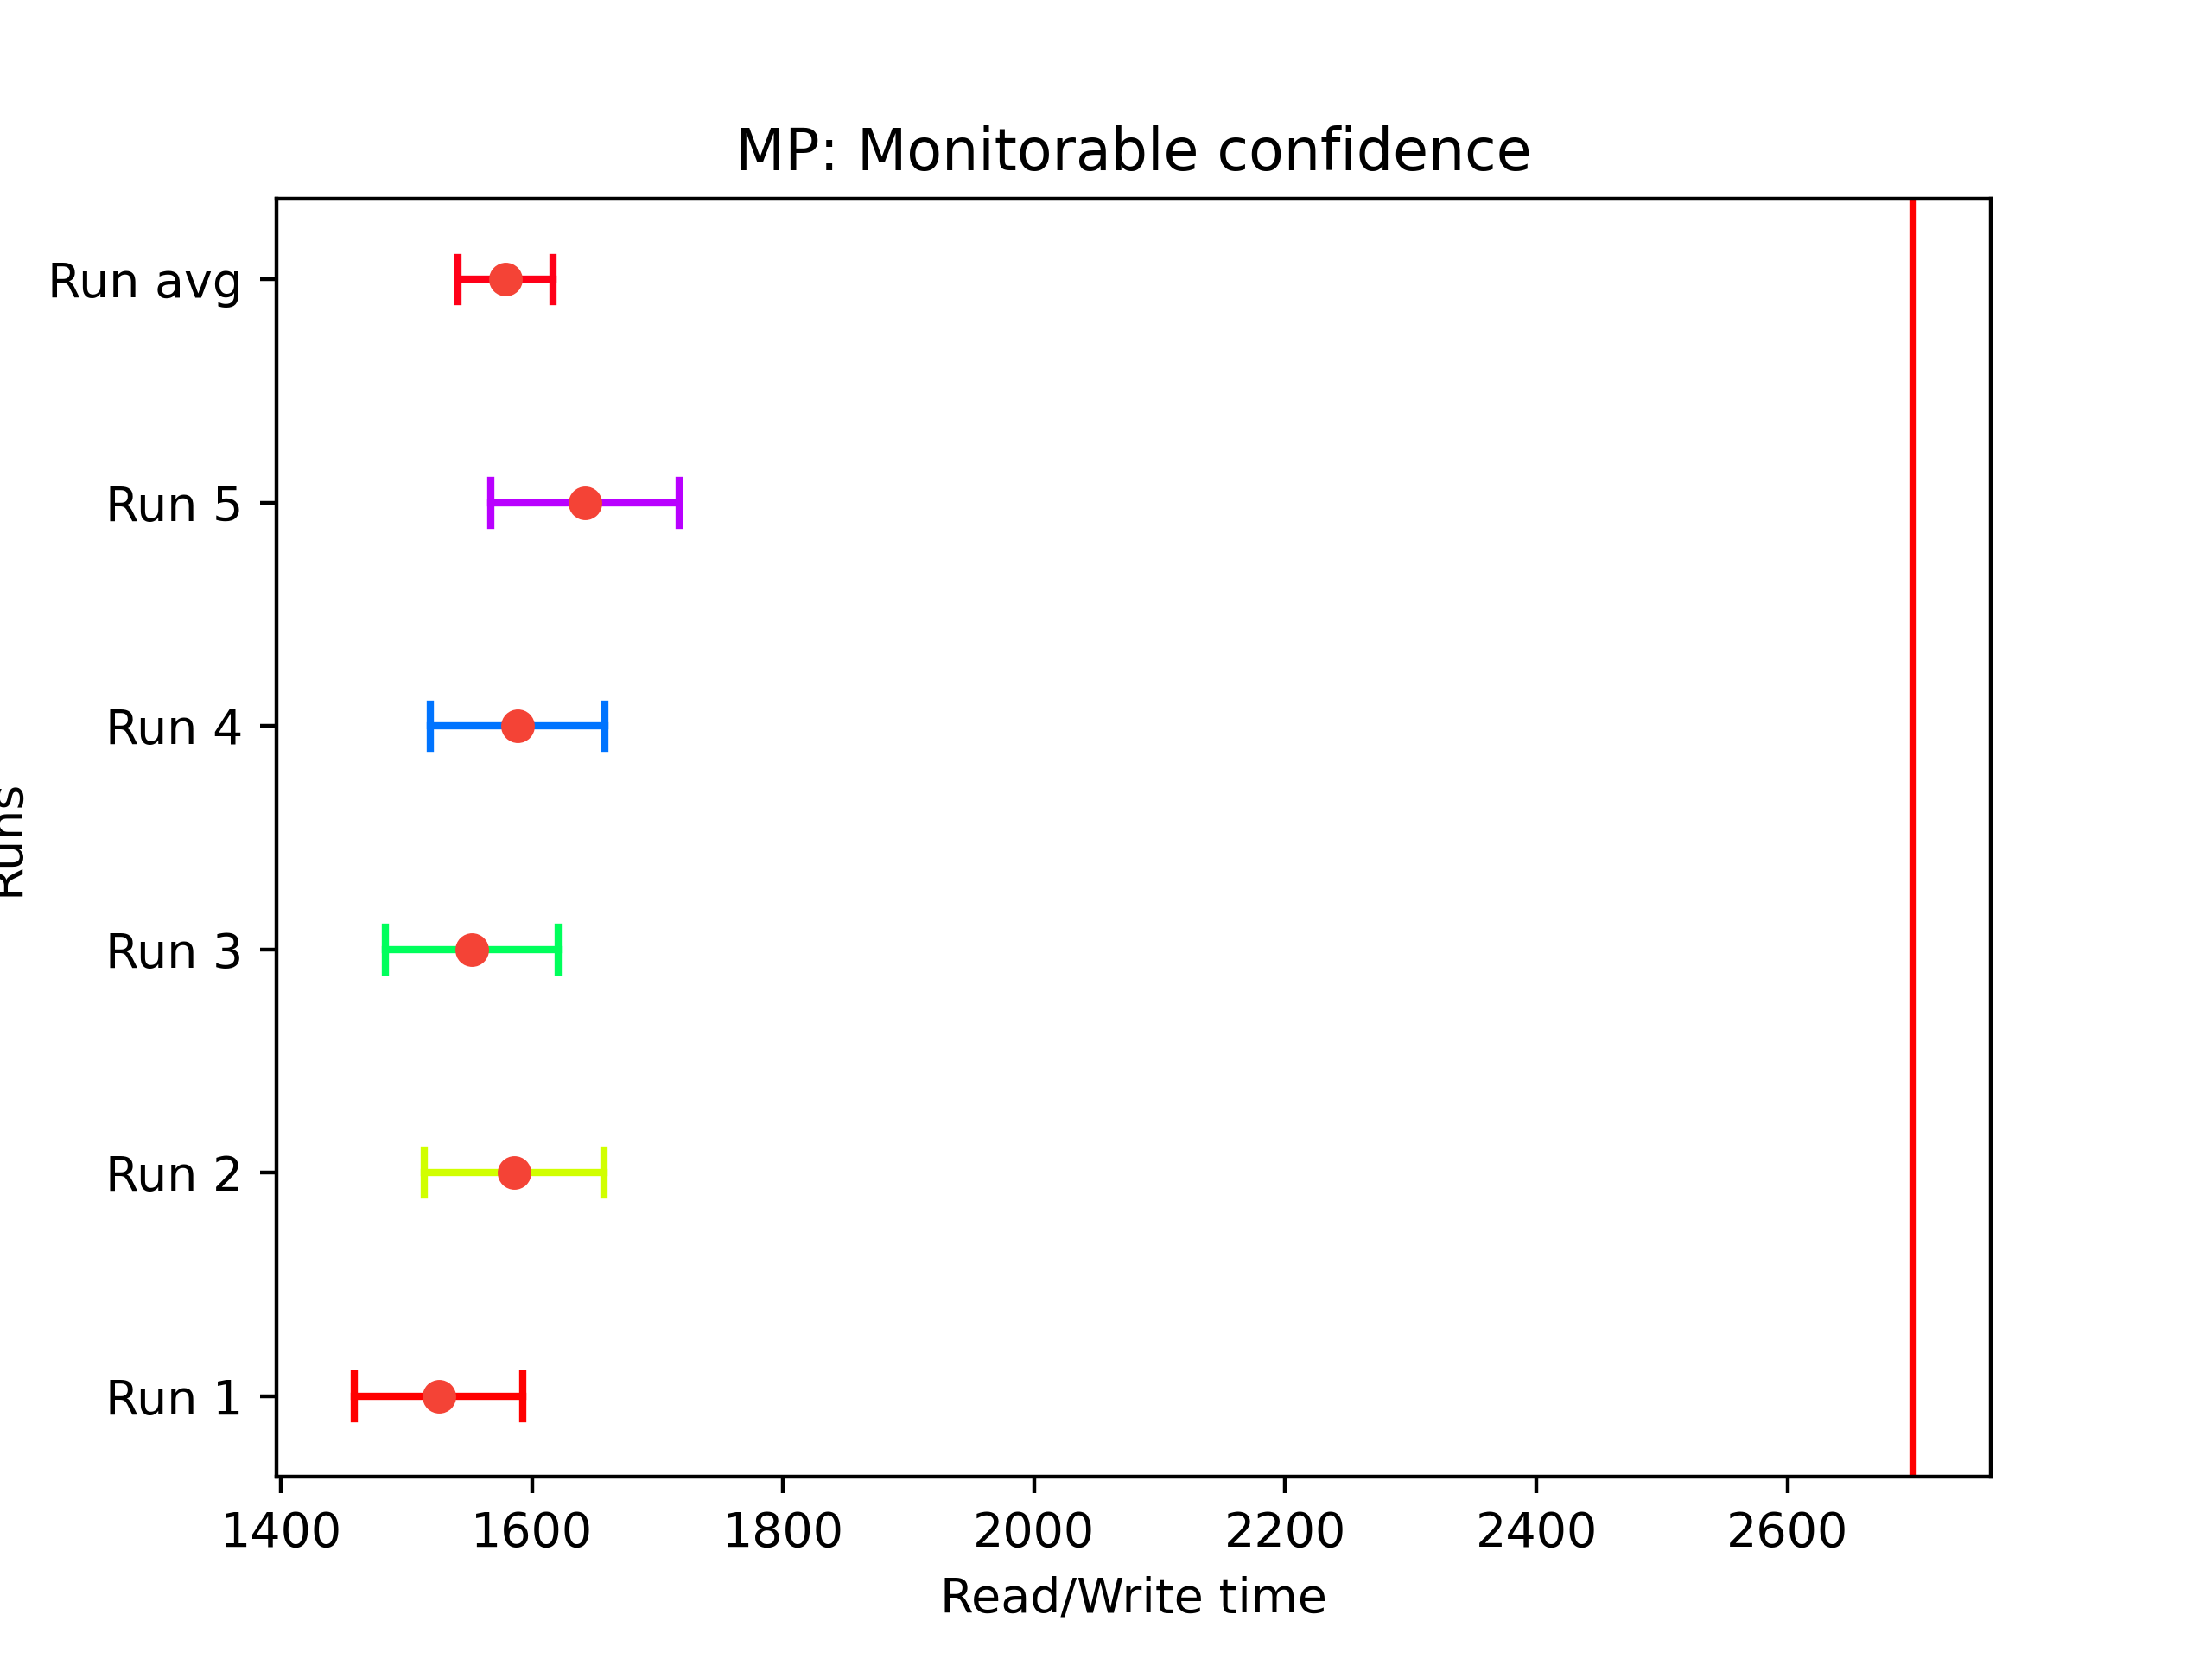 MP: Monitorable confidence
Run avg
Run 5
Run 4
Run 3
Run 2
Run 1
Runs
1400 1600 1800 2000 2200 2400 2600
Read/Write time